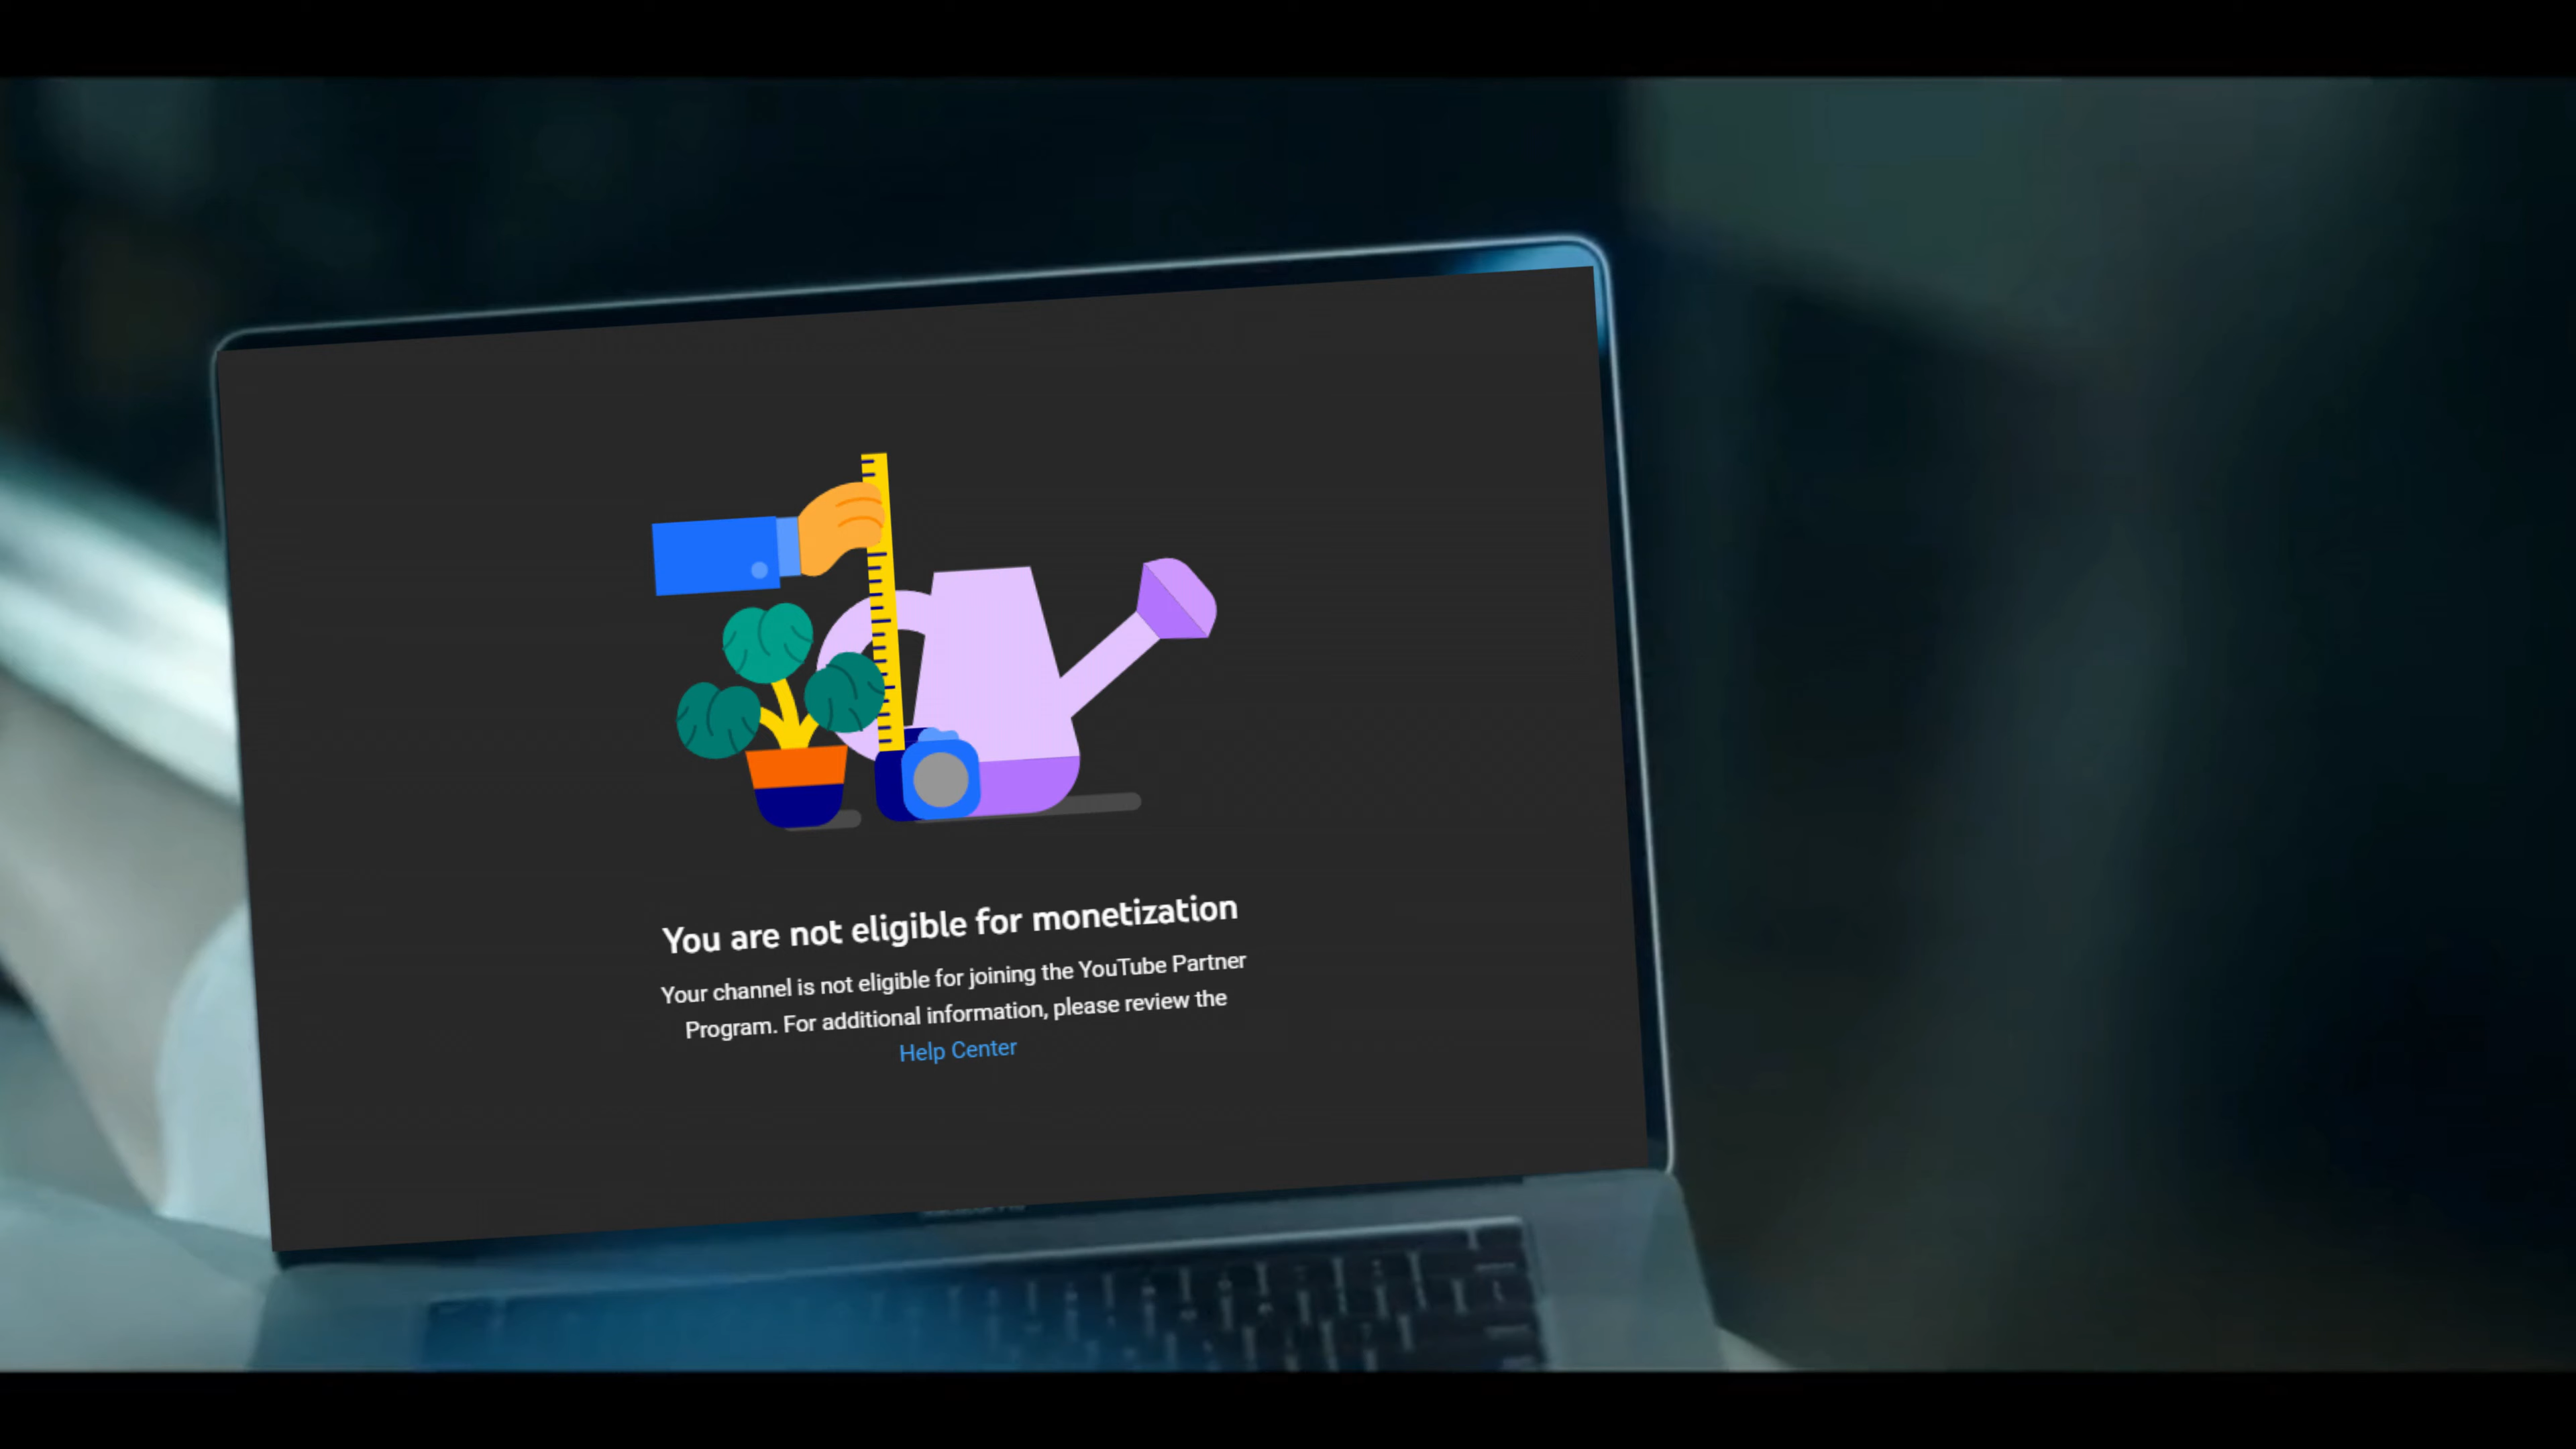 You are not eligible for monetization
Your channel is not eligible for joining the YouTube Partner
Program. For additional information, please review the
Help Center